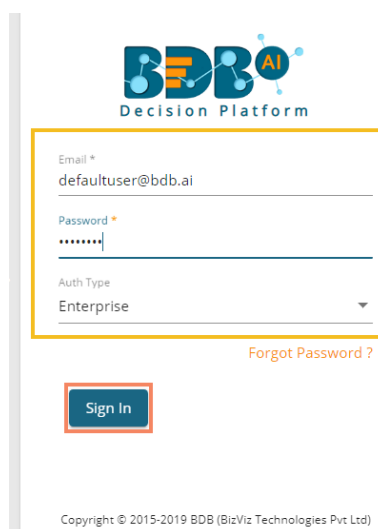 BDB AI
Decision Platform
Email *
defaultuser@bdb.ai
Password *
••••••••
Auth Type
Enterprise
Forgot Password ?
Sign In
Copyright © 2015-2019 BDB (BizViz Technologies Pvt Ltd)